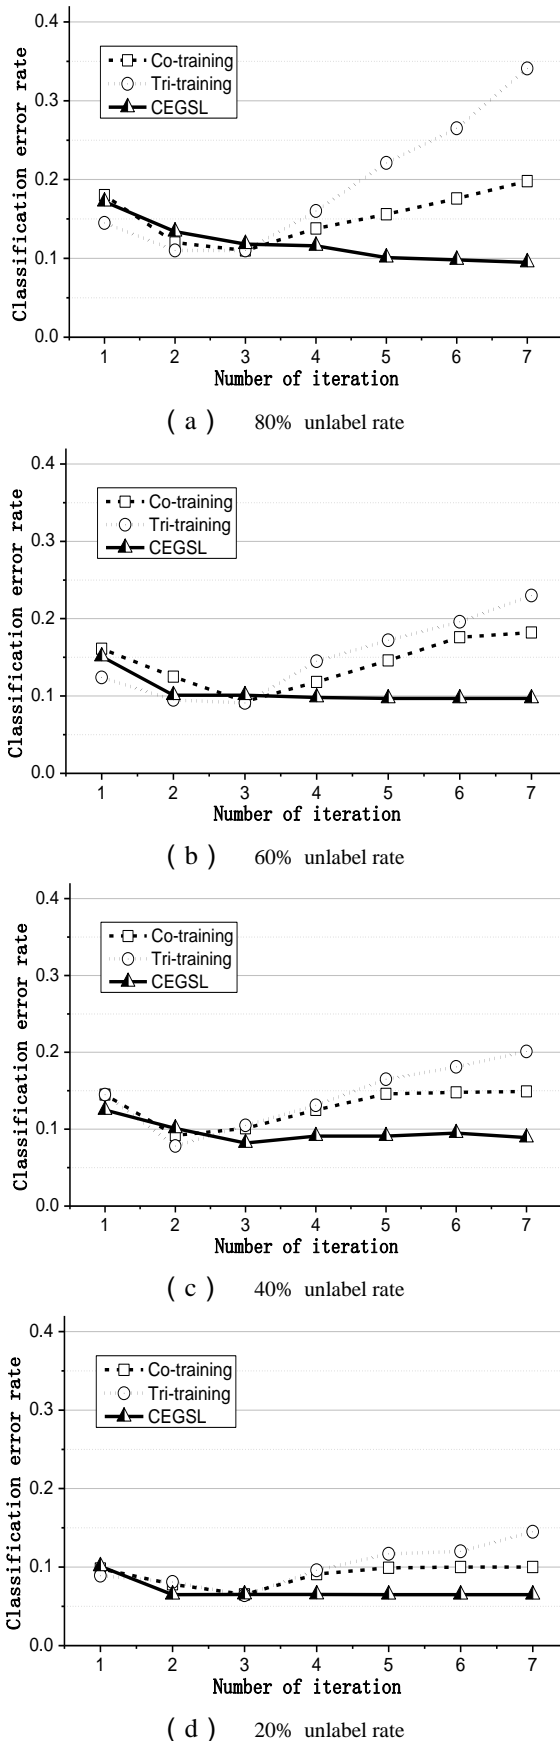 0.4
Co-training
Tri-training
CEGSL
0.3
0.2
0.1
0.0
Classification error rate
1 2 3 4 5 6 7
Number of iteration
( a ) 80% unlabel rate
0.4
Co-training
Tri-training
CEGSL
0.3
0.2
0.1
0.0
Classification error rate
1 2 3 4 5 6 7
Number of iteration
( b ) 60% unlabel rate
0.4
Co-training
Tri-training
CEGSL
0.3
0.2
0.1
0.0
Classification error rate
1 2 3 4 5 6 7
Number of iteration
( c ) 40% unlabel rate
0.4
Co-training
Tri-training
CEGSL
0.3
0.2
0.1
0.0
Classification error rate
1 2 3 4 5 6 7
Number of iteration
( d ) 20% unlabel rate